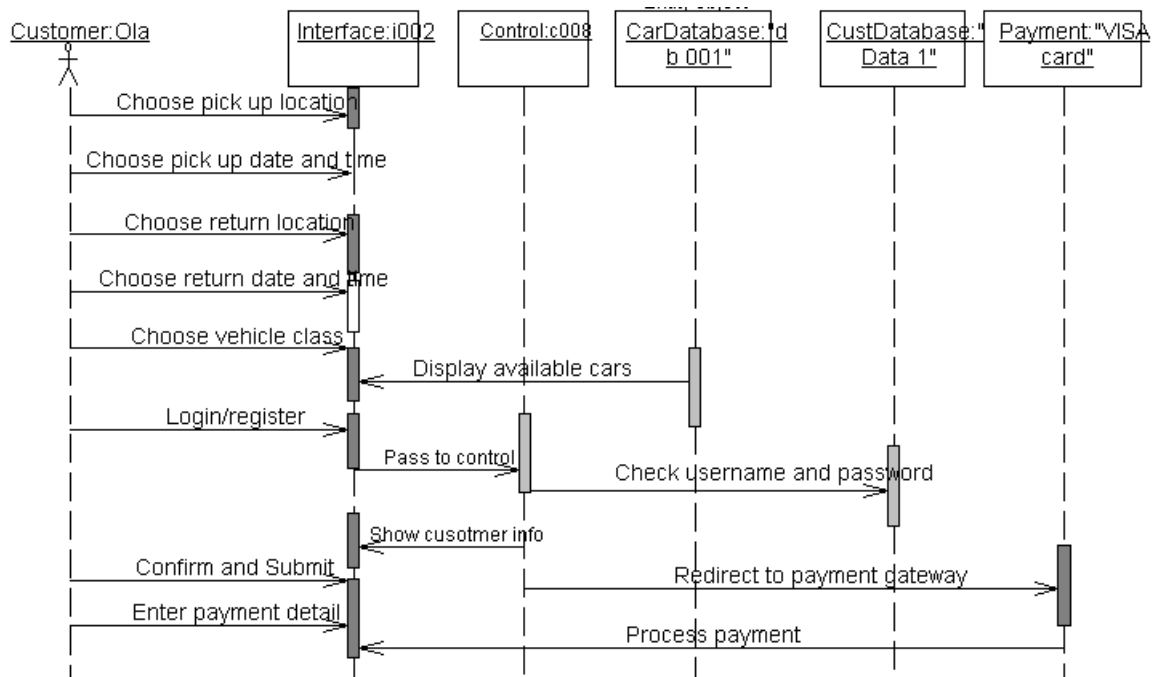 Customer:Ola
Interface:i002
Control:c008
CarDatabase:"d
b 001"
CustDatabase:"
Data 1"
Payment:"VISA
card"
Choose pick up location
Choose pick up date and time
Choose return location
Choose return date and time
Choose vehicle class
Display available cars
Login/register
Pass to control
Check username and password
Show cusotmer info
Confirm and Submit
Redirect to payment gateway
Enter payment detail
Process payment